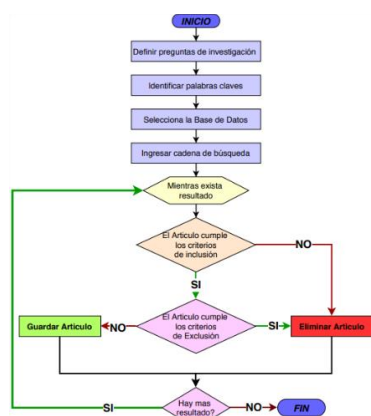 INICIO
Definir preguntas de investigación
Identificar palabras claves
Selecciona la Base de Datos
Ingresar cadena de búsqueda
Mientras exista
resultado
El Articulo cumple
los criterios
de inclusión
NO
SI
El Articulo cumple
los criterios
de Exclusión
Guardar Articulo
NO
SI
Eliminar Articulo
Hay mas
resultado?
SI
NO
FIN